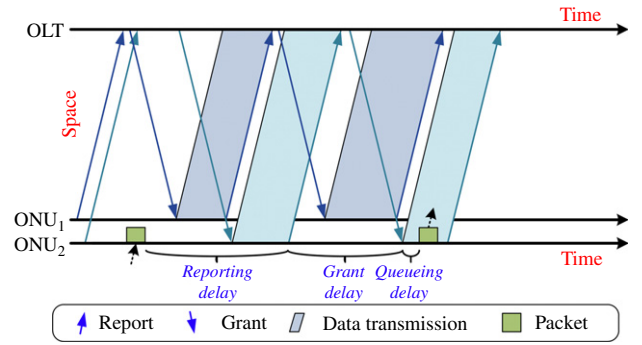 Time
OLT
Space
ONU1
ONU2
Time
Reporting delay
Grant delay
Queueing delay
Report
Grant
Data transmission
Packet